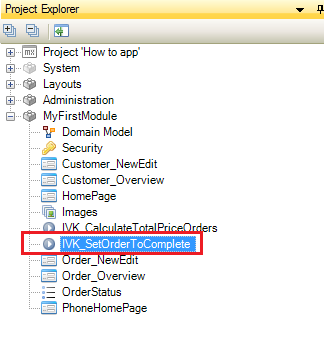 Project Explorer
Project 'How to app'
System
Layouts
Administration
MyFirstModule
Domain Model
Security
Customer_NewEdit
Customer_Overview
HomePage
Images
IVK_CalculateTotalPriceOrders
IVK_SetOrderToComplete
Order_NewEdit
Order_Overview
OrderStatus
PhoneHomePage